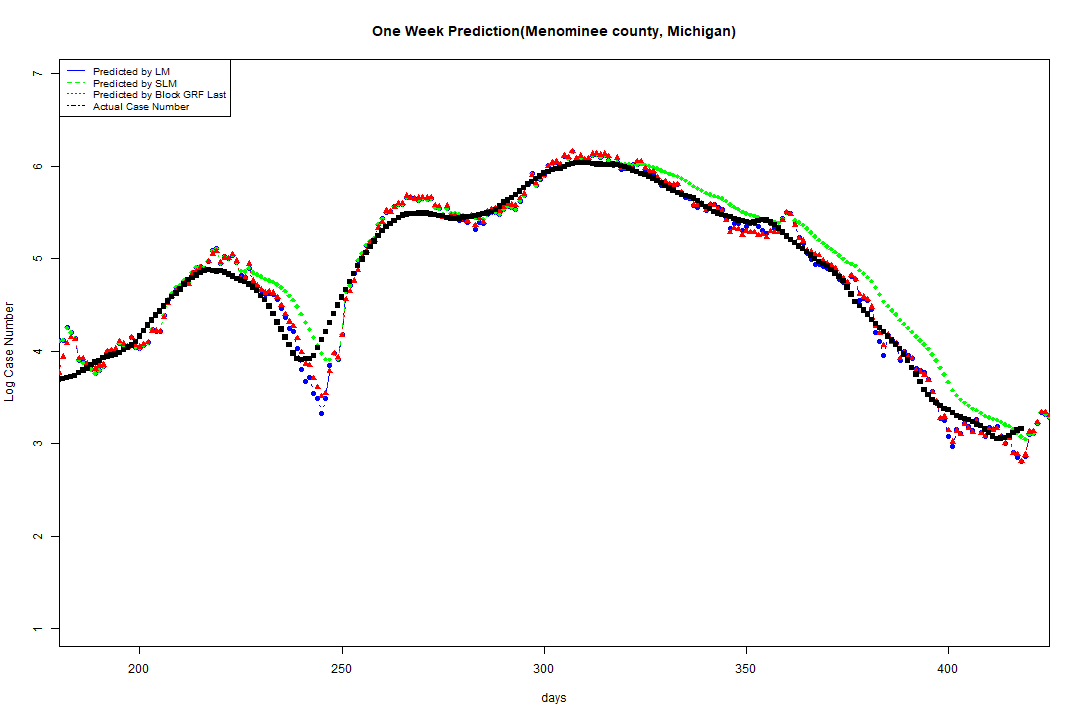 One Week Prediction(Menominee county, Michigan)
Predicted by LM
Predicted by SLM
Predicted by Block GRF Last
Actual Case Number
7
6
5
4
3
2
1
Log Case Number
200 250 300 350 400
days